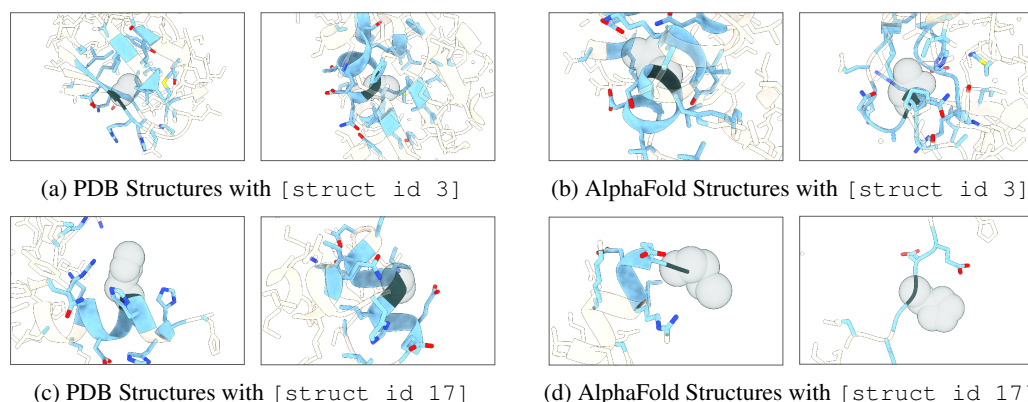 (a) PDB Structures with [struct id 3]
(b) AlphaFold Structures with [struct id 3]
(c) PDB Structures with [struct id 17]
(d) AlphaFold Structures with [struct id 17